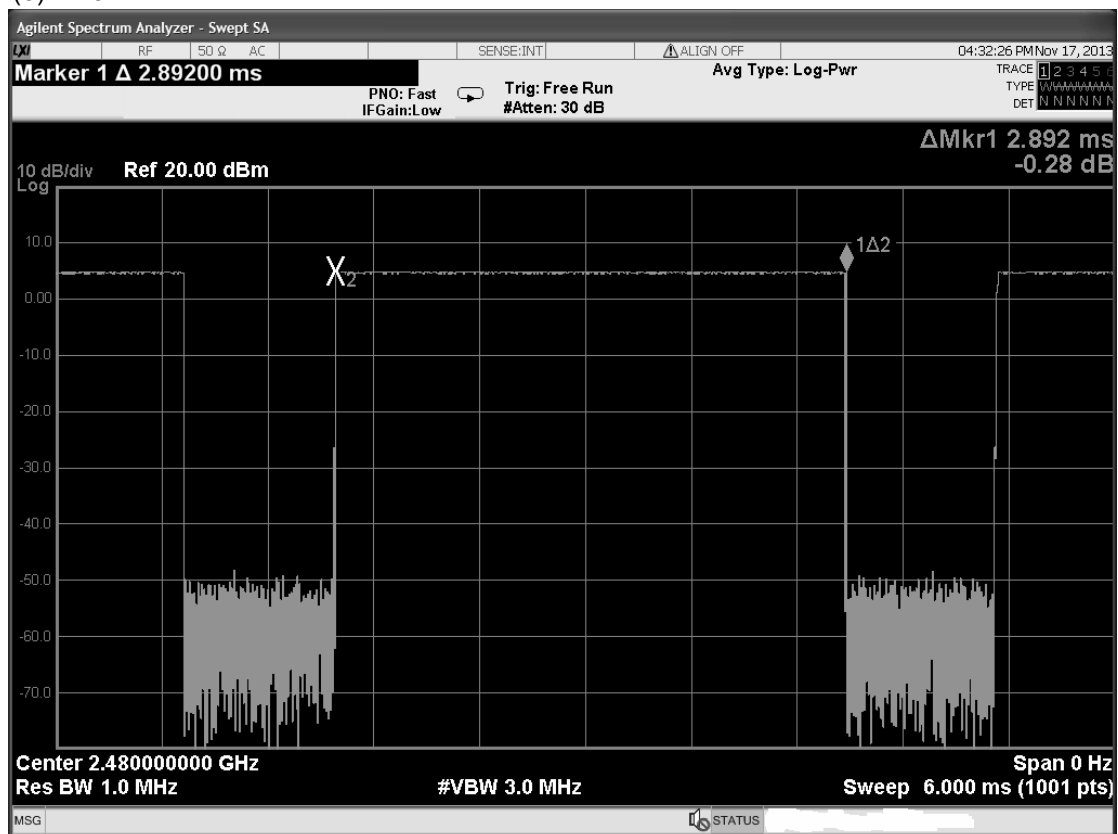 Agilent Spectrum Analyzer - Swept SA
LXI RF 50 Ω AC SENSE:INT ⚠ALIGN OFF 04:32:26 PM Nov 17, 2013
Marker 1 Δ 2.89200 ms
PNO: Fast
IFGain:Low
Trig: Free Run
#Atten: 30 dB
Avg Type: Log-Pwr
TRACE 1 2 3 4 5 6
TYPE WWWWWW
DET N N N N N N
ΔMkr1 2.892 ms
-0.28 dB
10 dB/div Ref 20.00 dBm
Log
10.0
0.00
-10.0
-20.0
-30.0
-40.0
-50.0
-60.0
-70.0
X2
1Δ2
Center 2.480000000 GHz Span 0 Hz
Res BW 1.0 MHz #VBW 3.0 MHz Sweep 6.000 ms (1001 pts)
MSG STATUS